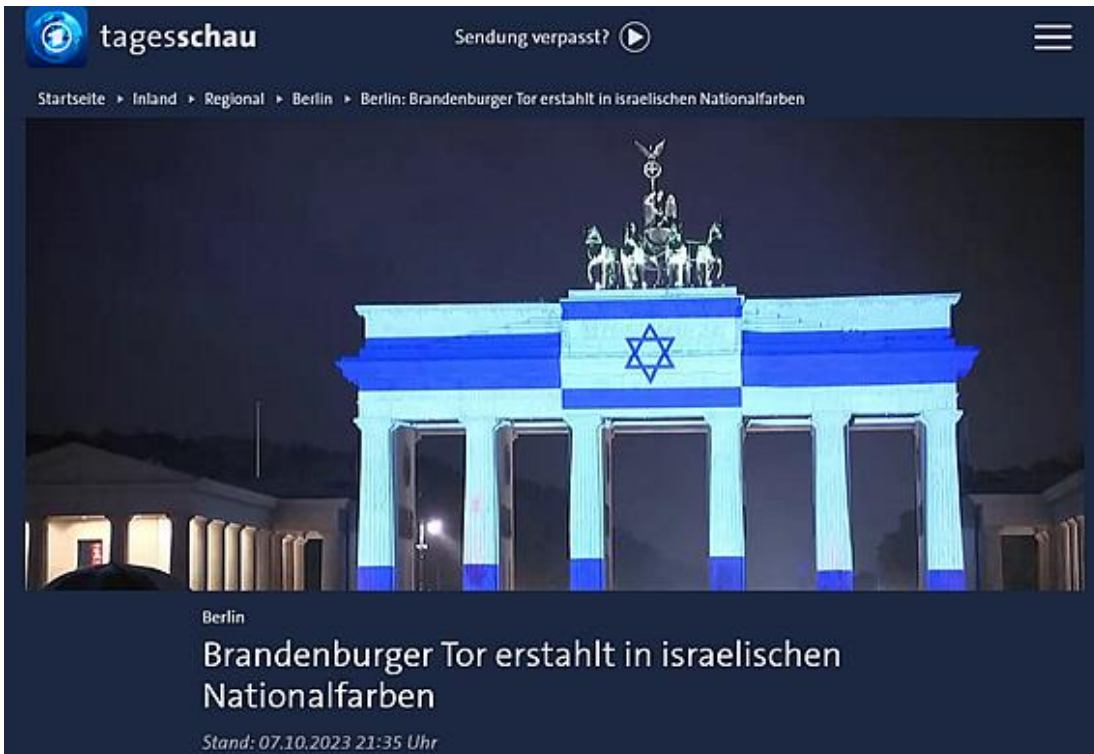 tagesschau
Sendung verpasst?
Startseite ▸ Inland ▸ Regional ▸ Berlin ▸ Berlin: Brandenburger Tor erstahlt in israelischen Nationalfarben
Berlin
Brandenburger Tor erstahlt in israelischen
Nationalfarben
Stand: 07.10.2023 21:35 Uhr